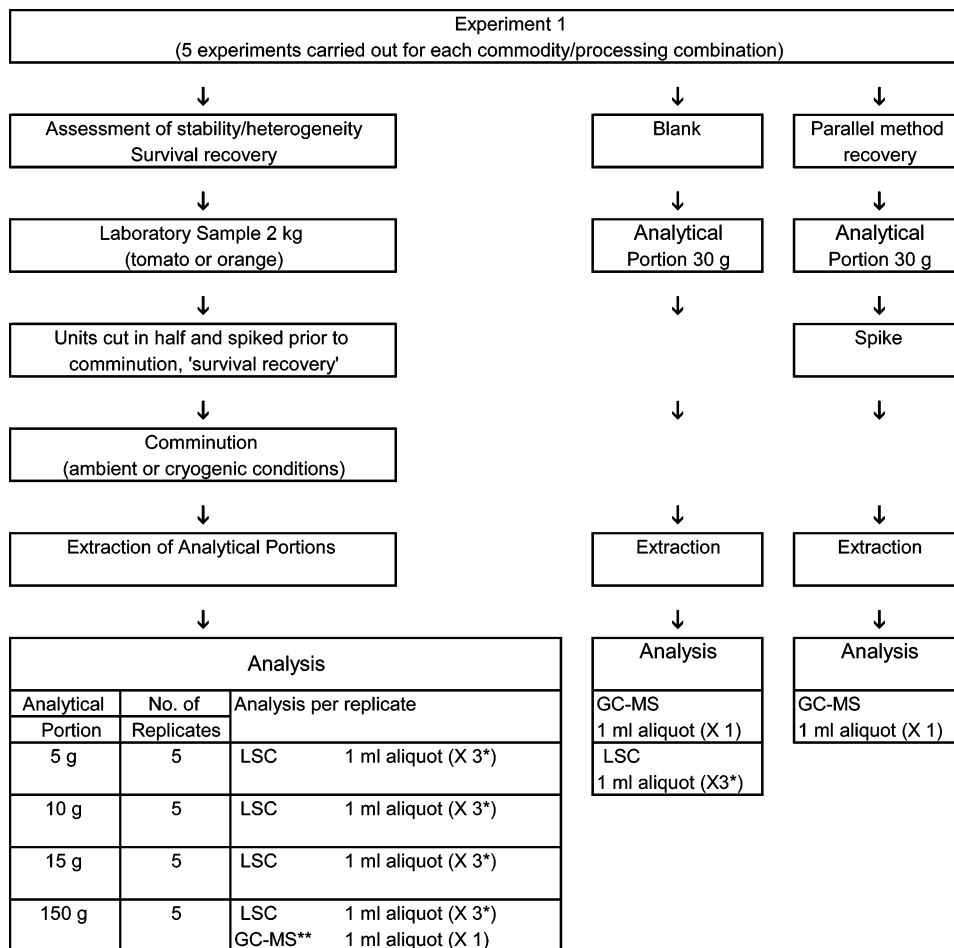 Experiment 1
(5 experiments carried out for each commodity/processing combination)
Assessment of stability/heterogeneity
Survival recovery
Blank
Parallel method
recovery
Laboratory Sample 2 kg
(tomato or orange)
Analytical
Portion 30 g
Analytical
Portion 30 g
Units cut in half and spiked prior to
comminution, 'survival recovery'
Spike
Comminution
(ambient or cryogenic conditions)
Extraction of Analytical Portions
Extraction
Extraction
Analysis
Analytical Portion
No. of Replicates
Analysis per replicate
5 g 5 LSC 1 ml aliquot (X 3*)
10 g 5 LSC 1 ml aliquot (X 3*)
15 g 5 LSC 1 ml aliquot (X 3*)
150 g 5 LSC 1 ml aliquot (X 3*)
GC-MS** 1 ml aliquot (X 1)
Analysis
GC-MS
1 ml aliquot (X 1)
LSC
1 ml aliquot (X3*)
Analysis
GC-MS
1 ml aliquot (X 1)